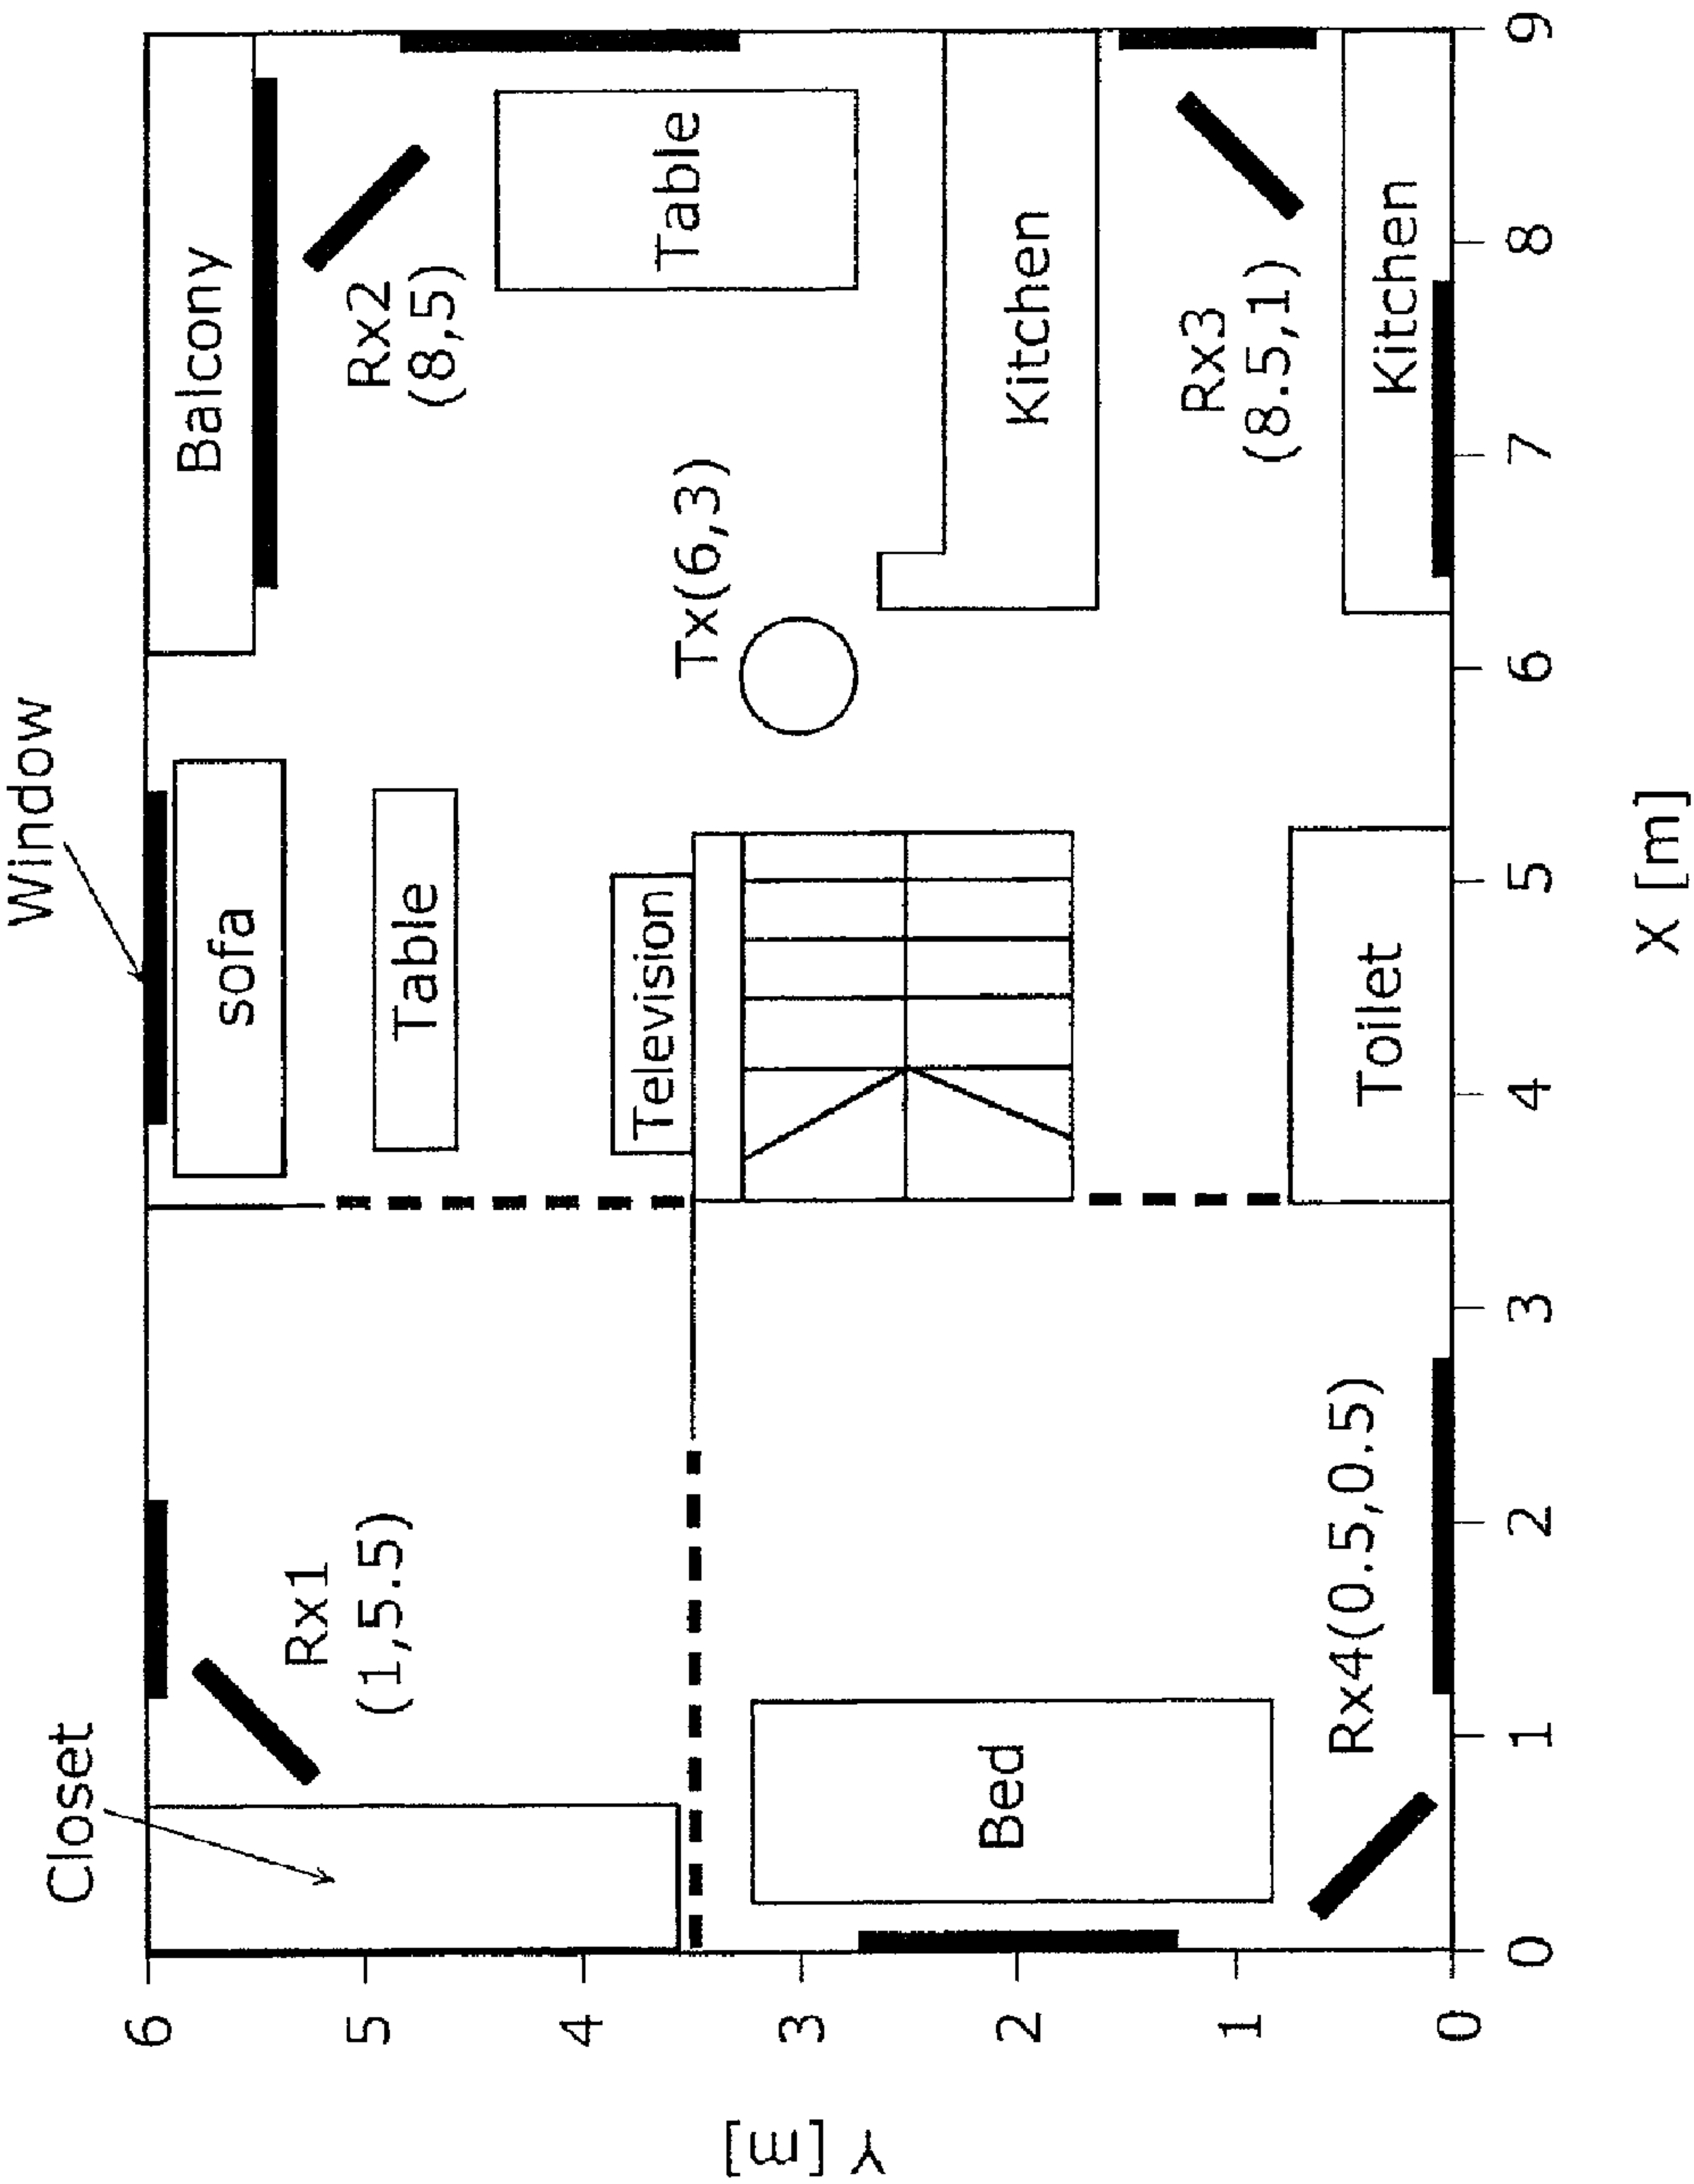 Window
Closet
Balcony
sofa
Table
Rx1
(1,5.5)
Rx2
(8,5)
Table
Television
Tx(6,3)
Kitchen
Bed
Rx3
(8.5,1)
Toilet
Kitchen
Rx4(0.5,0.5)
6
5
4
3
2
1
0
Y [m]
0
1
2
3
4
5
6
7
8
9
X [m]